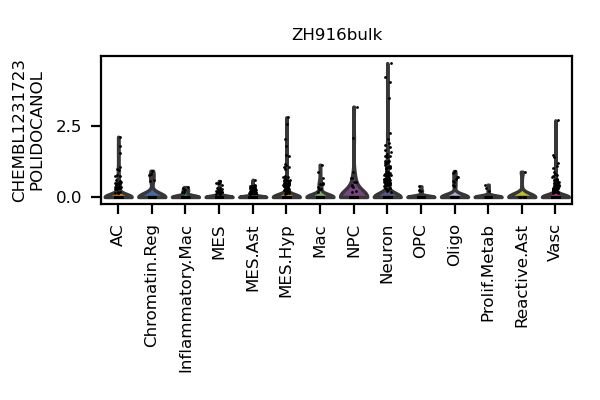 ZH916bulk
CHEMBL1231723
POLIDOCANOL
2.5
0.0
AC
Chromatin.Reg
Inflammatory.Mac
MES
MES.Ast
MES.Hyp
Mac
NPC
Neuron
OPC
Oligo
Prolif.Metab
Reactive.Ast
Vasc